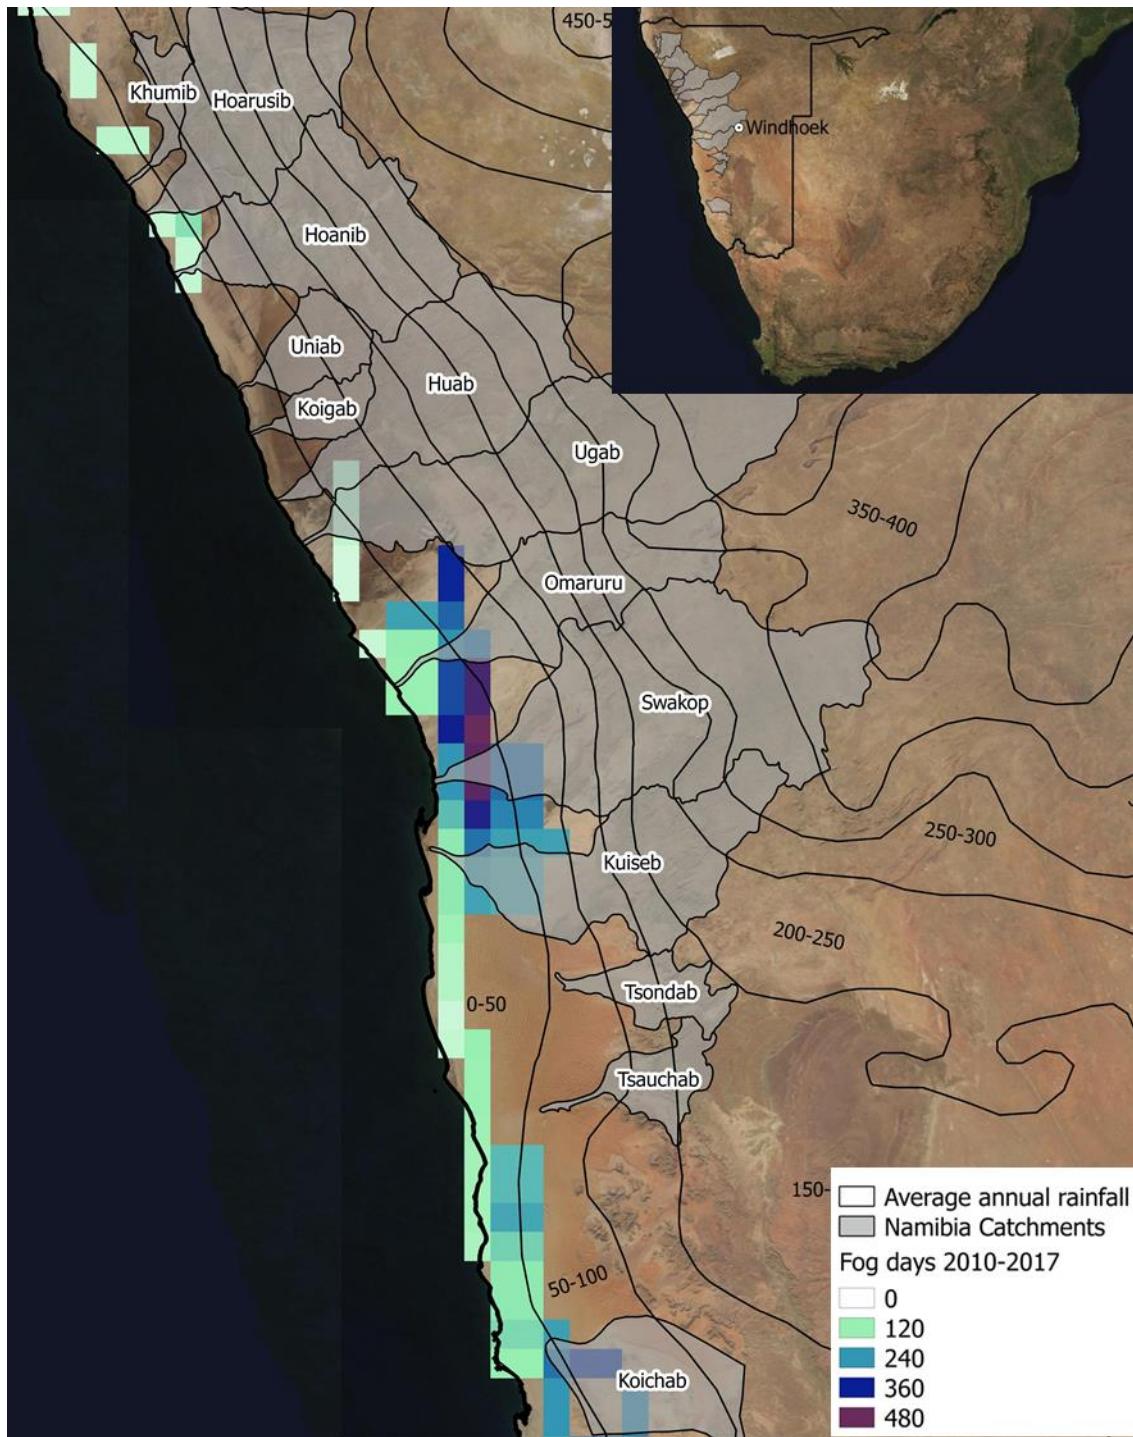 450-5
Windhoek
Khumib
Hoarusib
Hoanib
Uniab
Huab
Koigab
Ugab
350-400
Omaruru
Swakop
250-300
Kuiseb
200-250
Tsondab
0-50
Tsauchab
150-
50-100
Koichab
Average annual rainfall
Namibia Catchments
Fog days 2010-2017
0
120
240
360
480